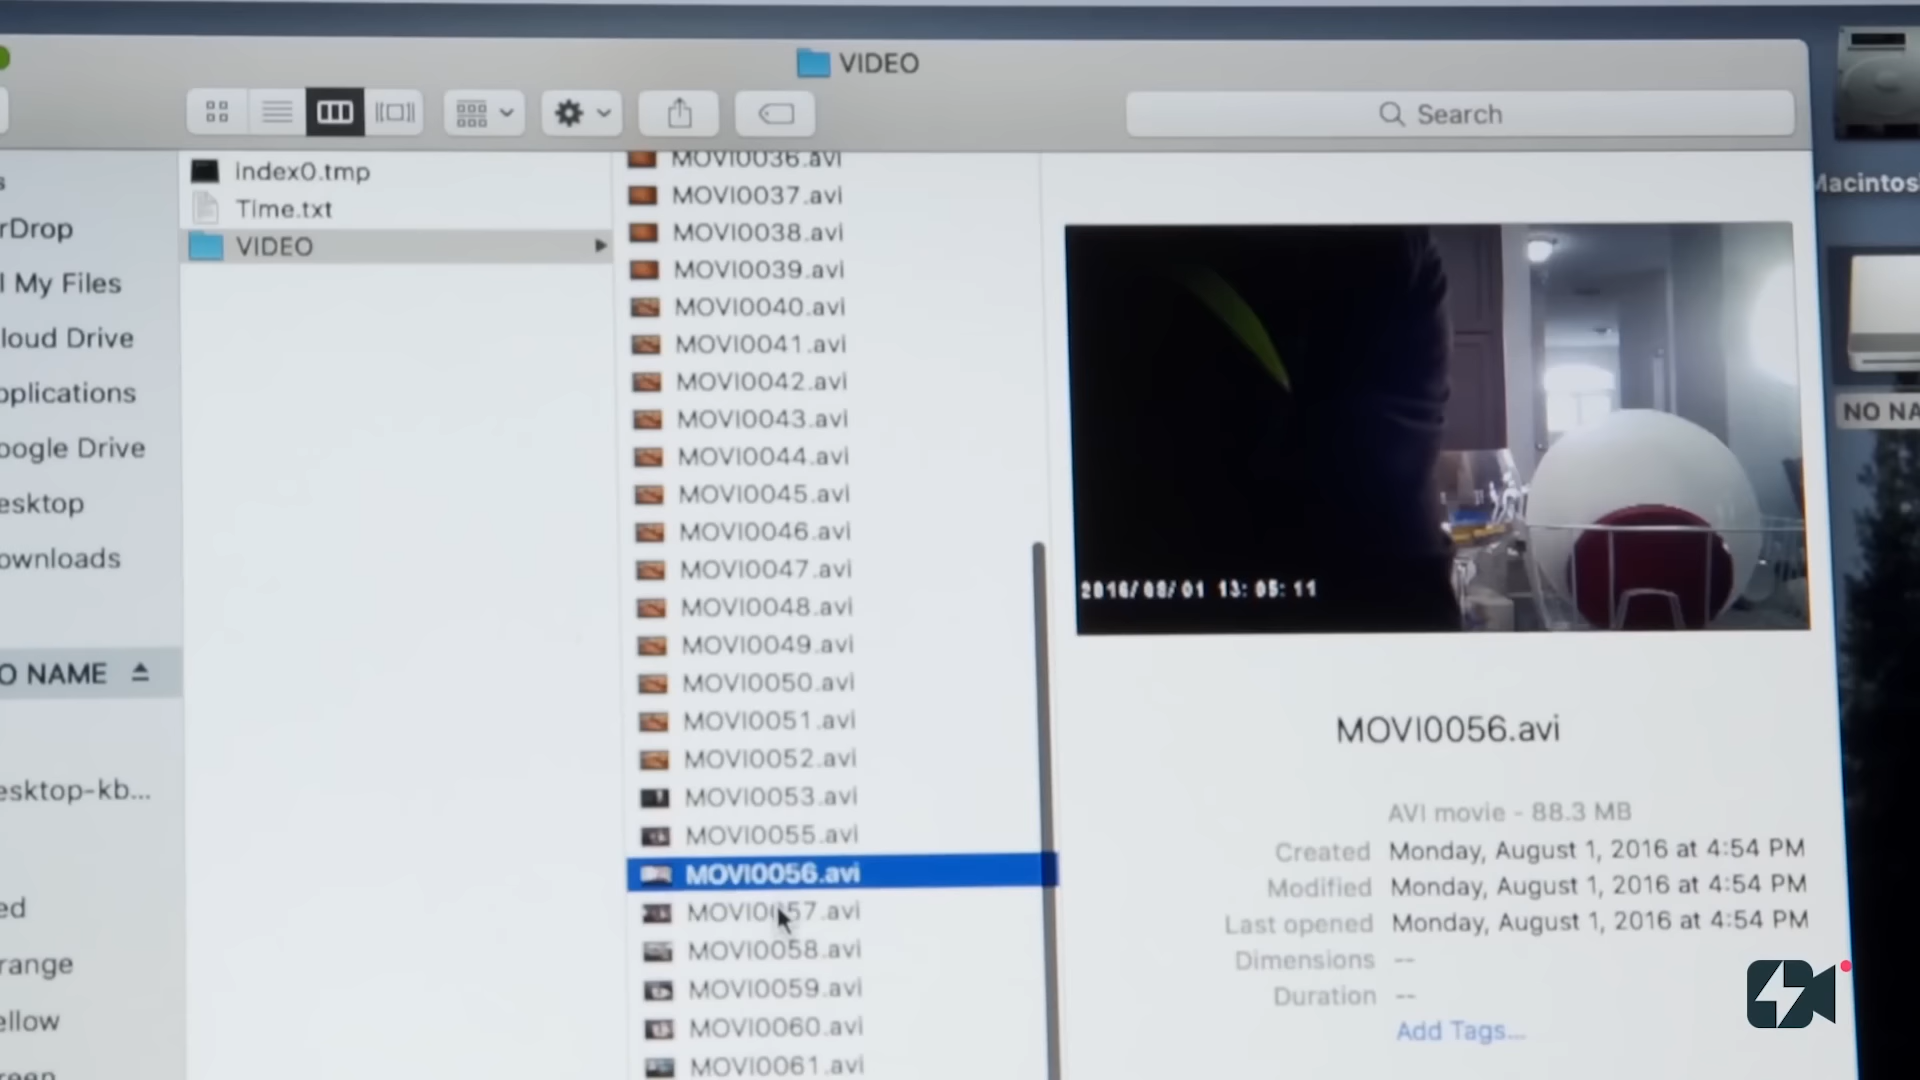 VIDEO
Search
s
rDrop
l My Files
loud Drive
pplications
oogle Drive
esktop
ownloads
O NAME
esktop-kb...
ed
range
ellow
reen
index0.tmp
Time.txt
VIDEO
MOVI0036.avi
MOVI0037.avi
MOVI0038.avi
MOVI0039.avi
MOVI0040.avi
MOVI0041.avi
MOVI0042.avi
MOVI0043.avi
MOVI0044.avi
MOVI0045.avi
MOVI0046.avi
MOVI0047.avi
MOVI0048.avi
MOVI0049.avi
MOVI0050.avi
MOVI0051.avi
MOVI0052.avi
MOVI0053.avi
MOVI0055.avi
MOVI0056.avi
MOVI0057.avi
MOVI0058.avi
MOVI0059.avi
MOVI0060.avi
MOVI0061.avi
2016/08/01 13:05:11
MOVI0056.avi
AVI movie - 88.3 MB
Created Monday, August 1, 2016 at 4:54 PM
Modified Monday, August 1, 2016 at 4:54 PM
Last opened Monday, August 1, 2016 at 4:54 PM
Dimensions --
Duration --
Add Tags...
Macintos
NO NA